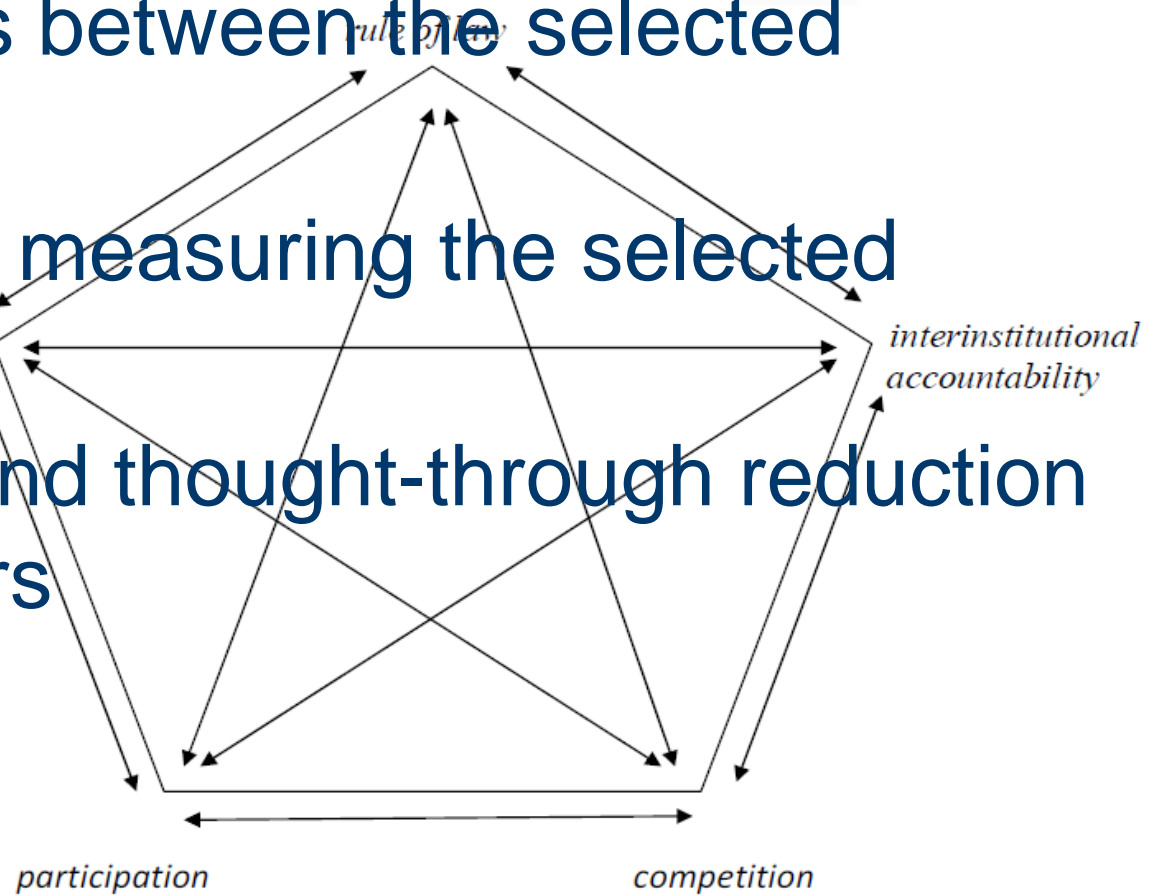 s between the selected
rule of law
measuring the selected
interinstitutional
accountability
nd thought-through reduction
rs
participation
competition